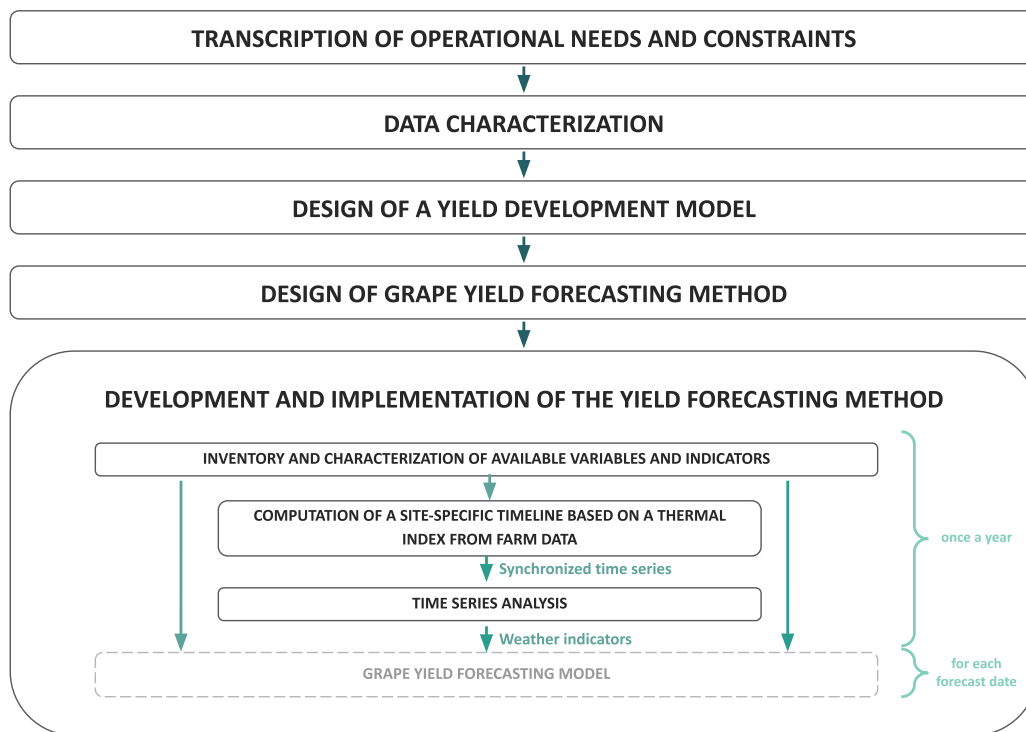 TRANSCRIPTION OF OPERATIONAL NEEDS AND CONSTRAINTS
DATA CHARACTERIZATION
DESIGN OF A YIELD DEVELOPMENT MODEL
DESIGN OF GRAPE YIELD FORECASTING METHOD
DEVELOPMENT AND IMPLEMENTATION OF THE YIELD FORECASTING METHOD
INVENTORY AND CHARACTERIZATION OF AVAILABLE VARIABLES AND INDICATORS
COMPUTATION OF A SITE-SPECIFIC TIMELINE BASED ON A THERMAL
INDEX FROM FARM DATA
once a year
Synchronized time series
TIME SERIES ANALYSIS
Weather indicators
GRAPE YIELD FORECASTING MODEL
for each
forecast date